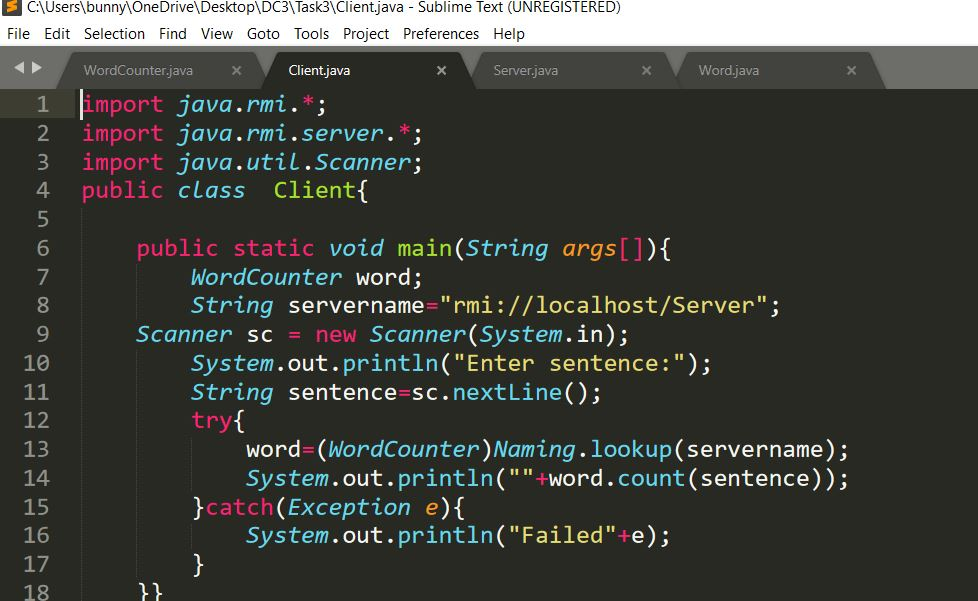 C:\Users\bunny\OneDrive\Desktop\DC3\Task3\Client.java - Sublime Text (UNREGISTERED)
File Edit Selection Find View Goto Tools Project Preferences Help
WordCounter.java × Client.java × Server.java × Word.java ×
1 import java.rmi.*;
2 import java.rmi.server.*;
3 import java.util.Scanner;
4 public class  Client{
5
6     public static void main(String args[]){
7         WordCounter word;
8         String servername="rmi://localhost/Server";
9     Scanner sc = new Scanner(System.in);
10         System.out.println("Enter sentence:");
11         String sentence=sc.nextLine();
12         try{
13             word=(WordCounter)Naming.lookup(servername);
14             System.out.println(""+word.count(sentence));
15         }catch(Exception e){
16             System.out.println("Failed"+e);
17         }
18     }}